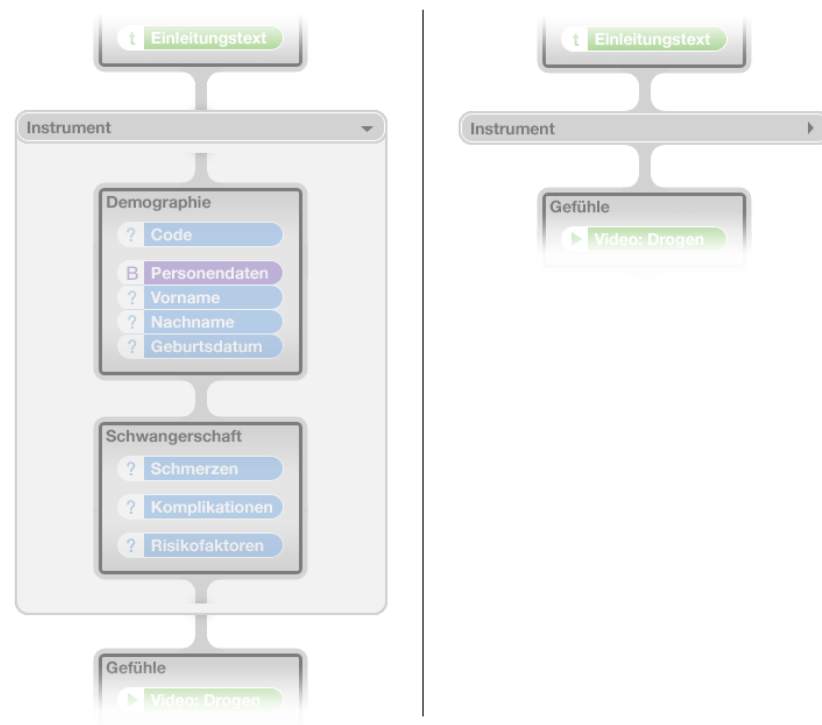 t Einleitungstext
Instrument
Demographie
? Code
B Personendaten
? Vorname
? Nachname
? Geburtsdatum
Schwangerschaft
? Schmerzen
? Komplikationen
? Risikofaktoren
Gefühle
Video: Drogen
t Einleitungstext
Instrument
Gefühle
Video: Drogen